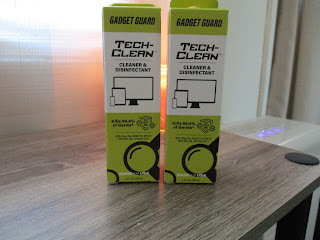 GADGET GUARD
TECH-
CLEAN
CLEANER &
DISINFECTANT
Kills 99.9%
of Germs*
GADGET GUARD
TECH-
CLEAN
CLEANER &
DISINFECTANT
Kills 99.9%
of Germs*